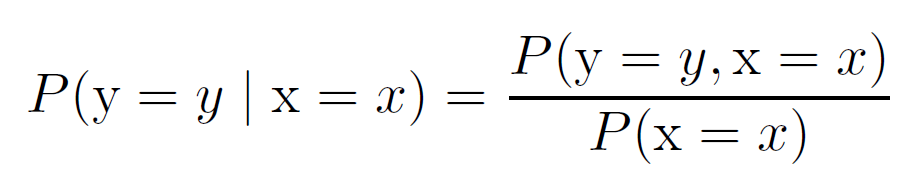 P(y = y | x = x) = P(y = y, x = x) / P(x = x)